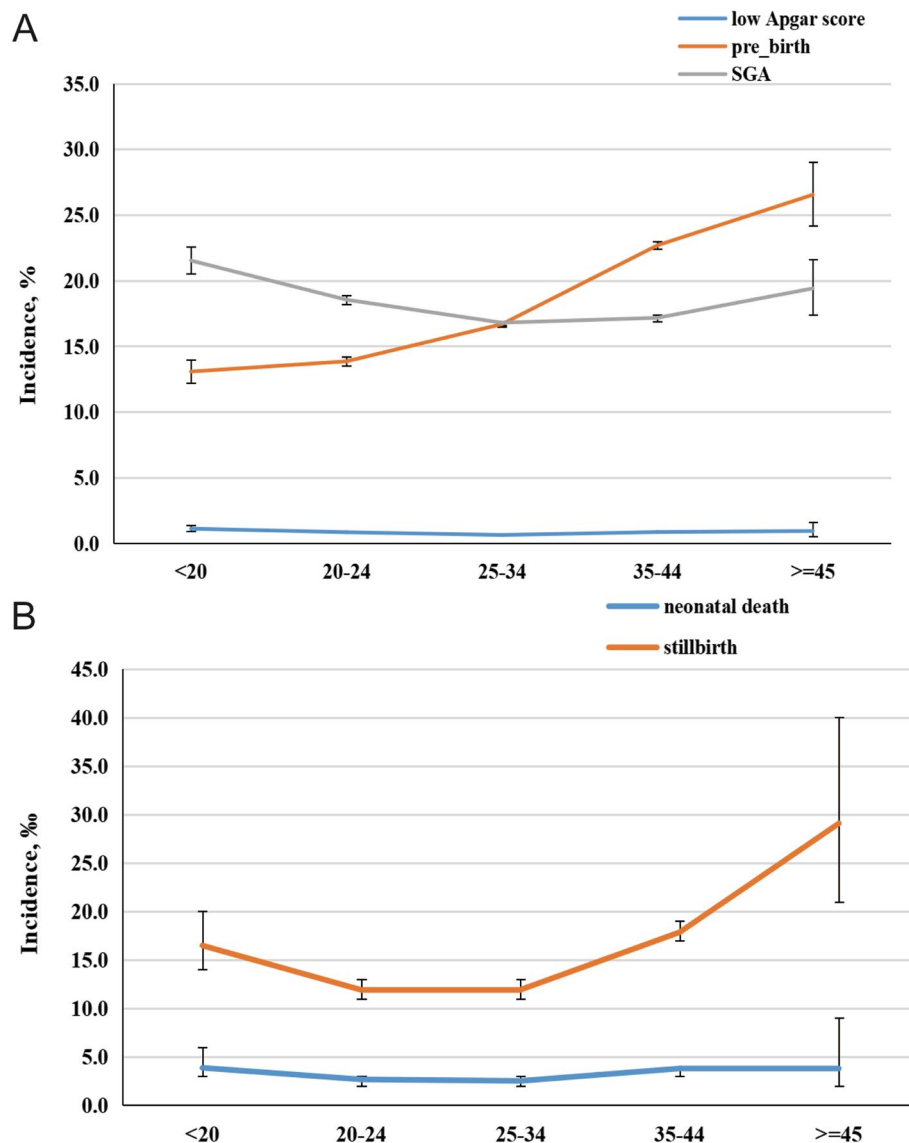 A
low Apgar score
pre_birth
SGA
35.0
30.0
25.0
20.0
15.0
10.0
5.0
0.0
Incidence, %
<20 20-24 25-34 35-44 >=45
B
neonatal death
stillbirth
45.0
40.0
35.0
30.0
25.0
20.0
15.0
10.0
5.0
0.0
Incidence, ‰
<20 20-24 25-34 35-44 >=45